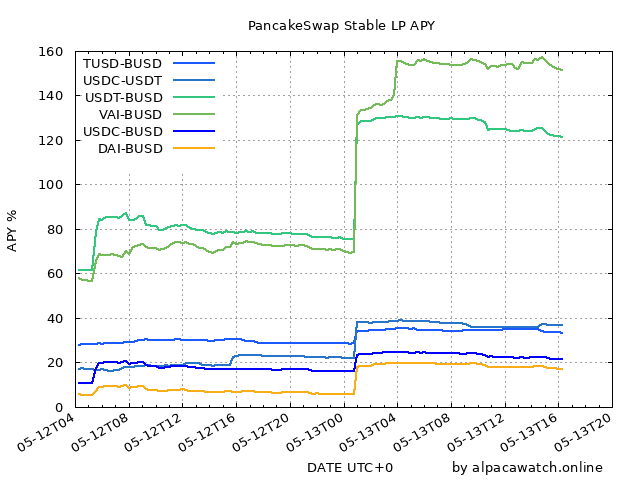 PancakeSwap Stable LP APY
160
140
120
100
80
60
40
20
0
APY %
TUSD-BUSD
USDC-USDT
USDT-BUSD
VAI-BUSD
USDC-BUSD
DAI-BUSD
05-12T04
05-12T08
05-12T12
05-12T16
05-12T20
05-13T00
05-13T04
05-13T08
05-13T12
05-13T16
05-13T20
DATE UTC+0
by alpacawatch.online